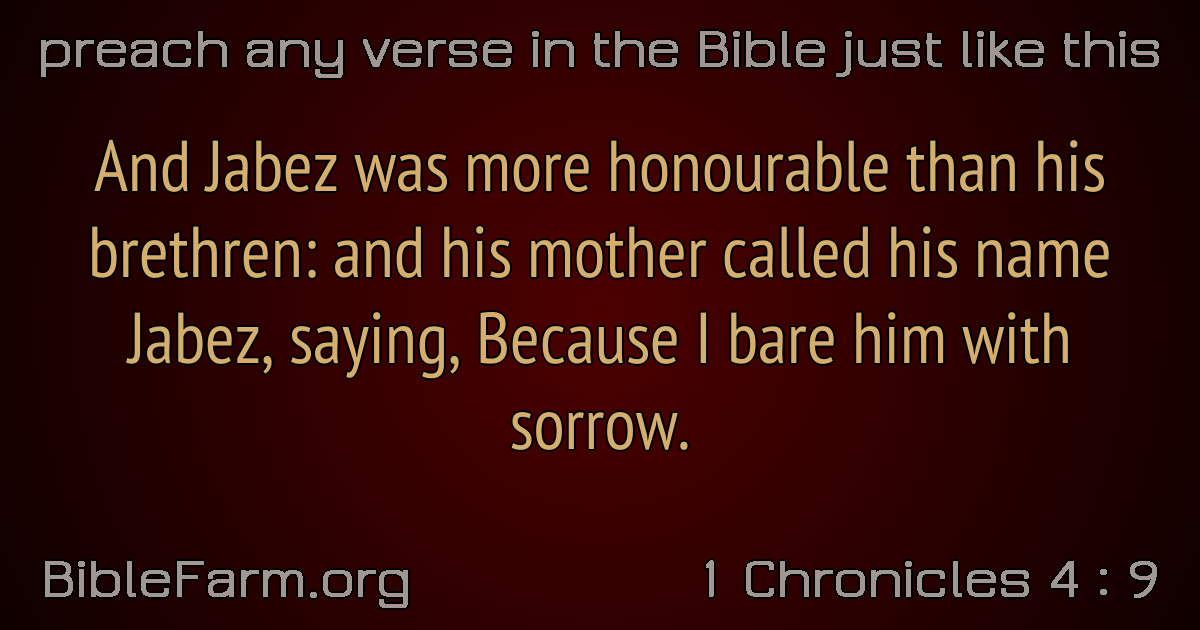 preach any verse in the Bible just like this
And Jabez was more honourable than his
brethren: and his mother called his name
Jabez, saying, Because I bare him with
sorrow.
BibleFarm.org
1 Chronicles 4 : 9